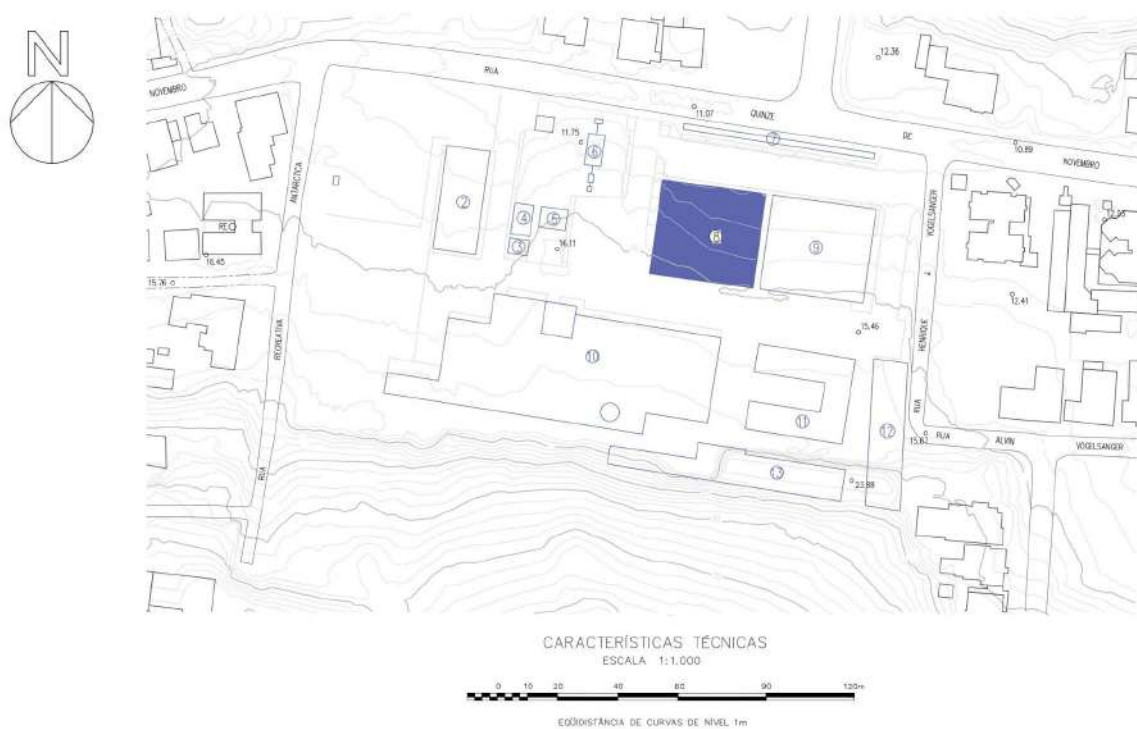 N
NOVEMBRO
RUA
QUINZE
DE
NOVEMBRO
12.36
11.07
10.89
11.75
ANTARCTICA
RUA
RECREATIVA
REC
16.45
15.76
2
3
4
5
6
7
8
9
10
11
12
13
16.11
15.46
12.41
23.88
RUA
HENRIQUE
VOGELSANGER
RUA
ALVIN
VOGELSANGER
CARACTERÍSTICAS TÉCNICAS
ESCALA 1:1.000
0 10 20 40 60 90 120m
EQÜIDISTÂNCIA DE CURVAS DE NÍVEL 1m